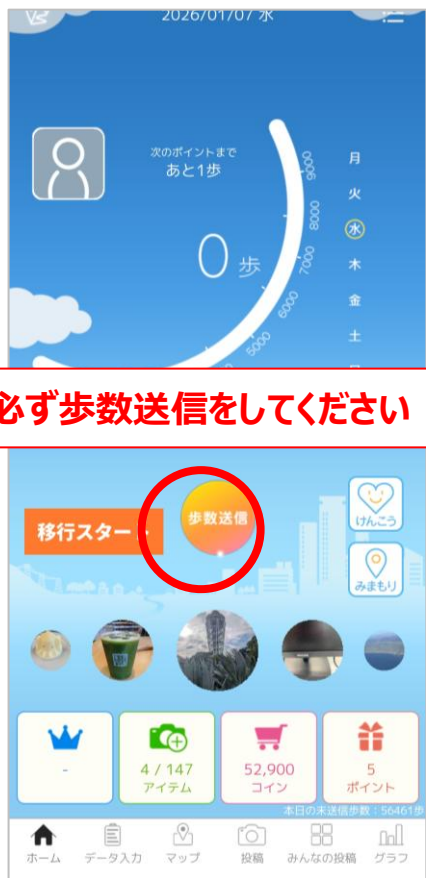 Vs
2026/01/07 水
次のポイントまで
あと1歩
0歩
9000
8000
7000
6000
5000
月
火
水
木
金
土
必ず歩数送信をしてください
移行スター
歩数送信
けんこう
みまもり
-
4 / 147
アイテム
52,900
コイン
5
ポイント
本日の未送信歩数：56461歩
ホーム
データ入力
マップ
投稿
みんなの投稿
グラフ